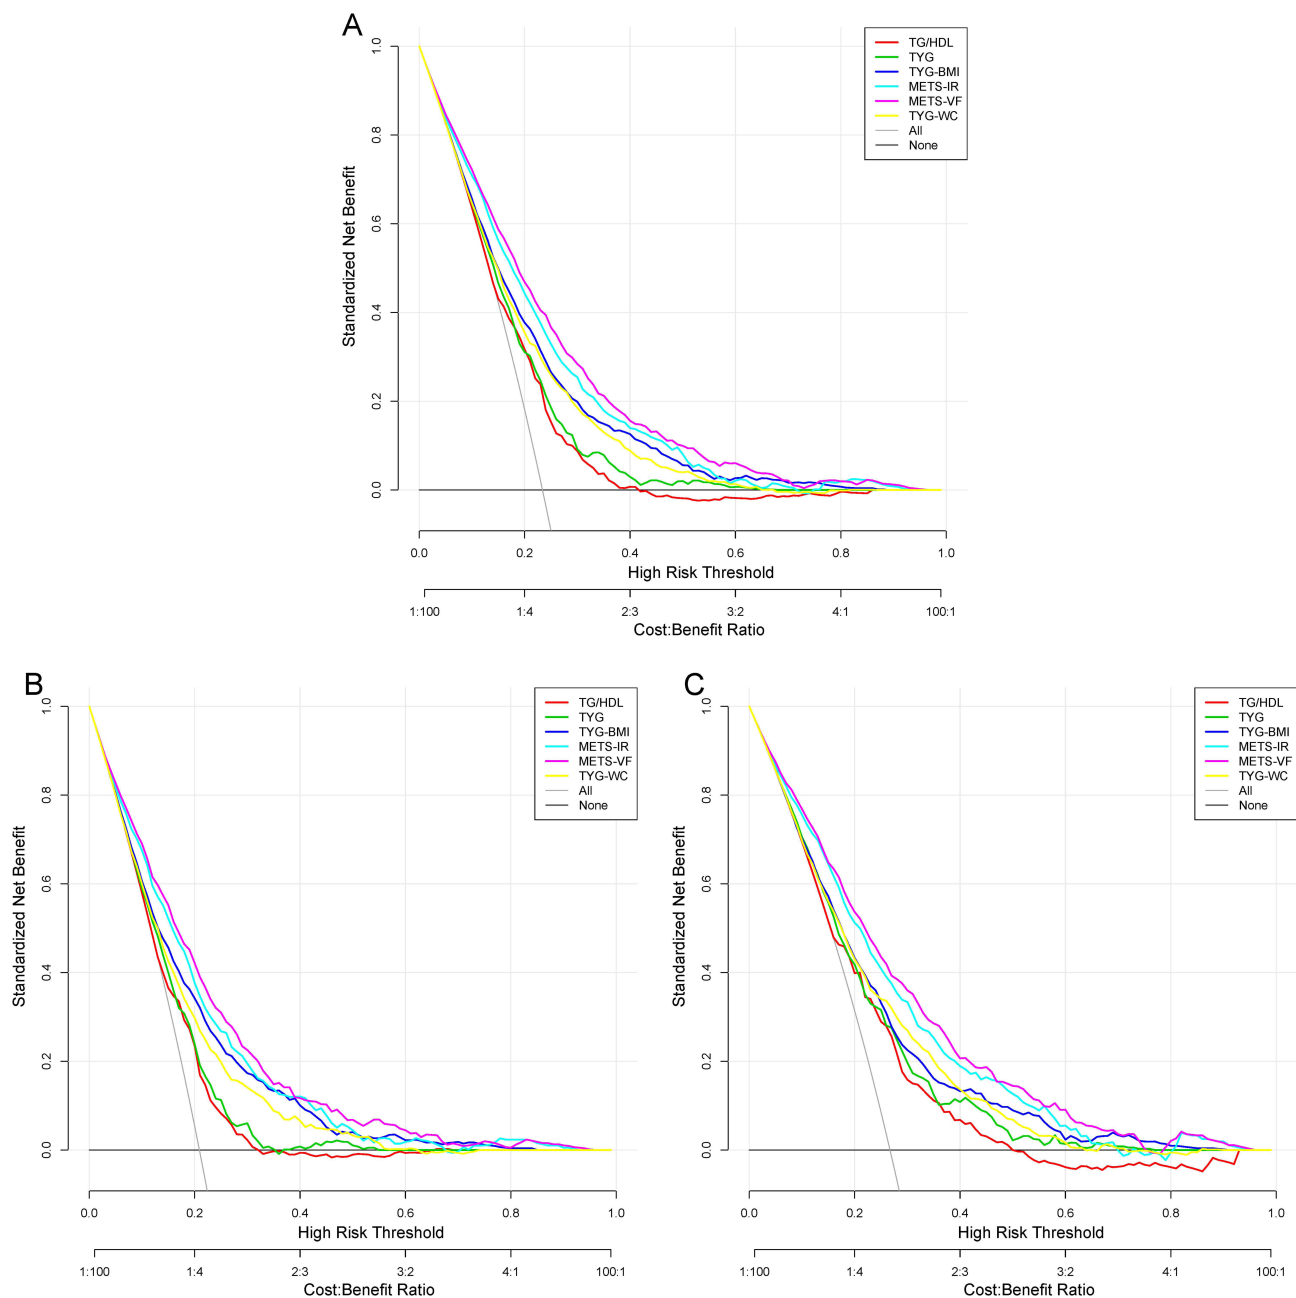 A
TG/HDL
TYG
TYG-BMI
METS-IR
METS-VF
TYG-WC
All
None
Standardized Net Benefit
1.0
0.8
0.6
0.4
0.2
0.0
0.0 0.2 0.4 0.6 0.8 1.0
High Risk Threshold
1:100 1:4 2:3 3:2 4:1 100:1
Cost:Benefit Ratio
B
TG/HDL
TYG
TYG-BMI
METS-IR
METS-VF
TYG-WC
All
None
Standardized Net Benefit
1.0
0.8
0.6
0.4
0.2
0.0
0.0 0.2 0.4 0.6 0.8 1.0
High Risk Threshold
1:100 1:4 2:3 3:2 4:1 100:1
Cost:Benefit Ratio
C
TG/HDL
TYG
TYG-BMI
METS-IR
METS-VF
TYG-WC
All
None
Standardized Net Benefit
1.0
0.8
0.6
0.4
0.2
0.0
0.0 0.2 0.4 0.6 0.8 1.0
High Risk Threshold
1:100 1:4 2:3 3:2 4:1 100:1
Cost:Benefit Ratio